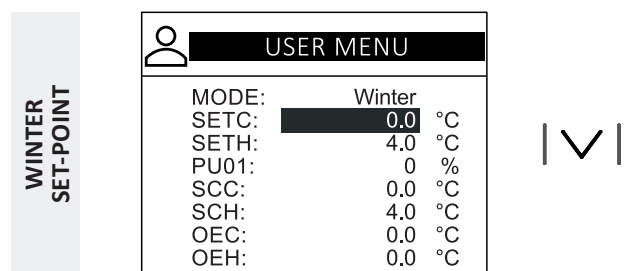 WINTER
SET-POINT
USER MENU
MODE: Winter
SETC: 0.0 °C
SETH: 4.0 °C
PU01: 0 %
SCC: 0.0 °C
SCH: 4.0 °C
OEC: 0.0 °C
OEH: 0.0 °C